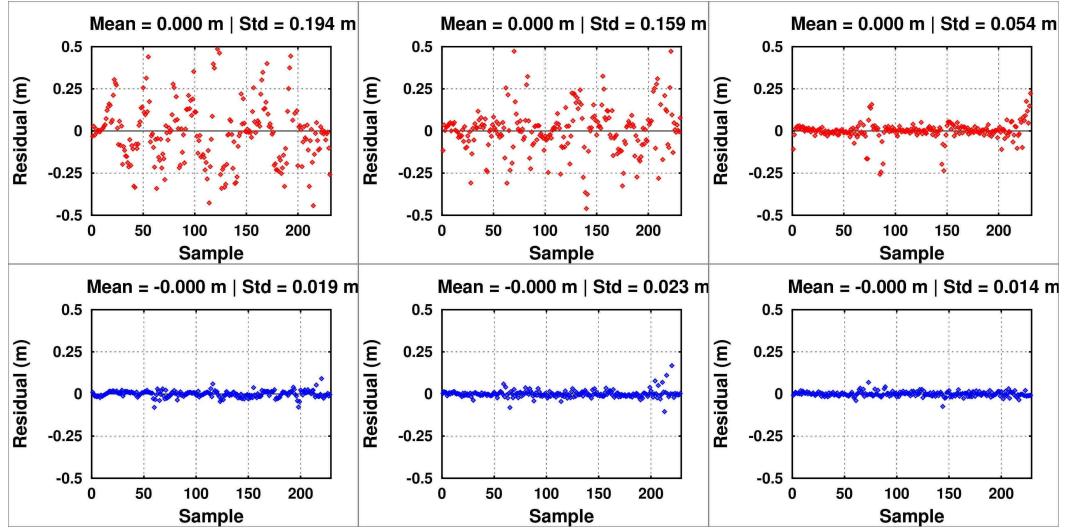 Mean = 0.000 m | Std = 0.194 m
0.5
0.25
0
-0.25
-0.5
Residual (m)
0 50 100 150 200
Sample
Mean = 0.000 m | Std = 0.159 m
0.5
0.25
0
-0.25
-0.5
Residual (m)
0 50 100 150 200
Sample
Mean = 0.000 m | Std = 0.054 m
0.5
0.25
0
-0.25
-0.5
Residual (m)
0 50 100 150 200
Sample
Mean = -0.000 m | Std = 0.019 m
0.5
0.25
0
-0.25
-0.5
Residual (m)
0 50 100 150 200
Sample
Mean = -0.000 m | Std = 0.023 m
0.5
0.25
0
-0.25
-0.5
Residual (m)
0 50 100 150 200
Sample
Mean = -0.000 m | Std = 0.014 m
0.5
0.25
0
-0.25
-0.5
Residual (m)
0 50 100 150 200
Sample